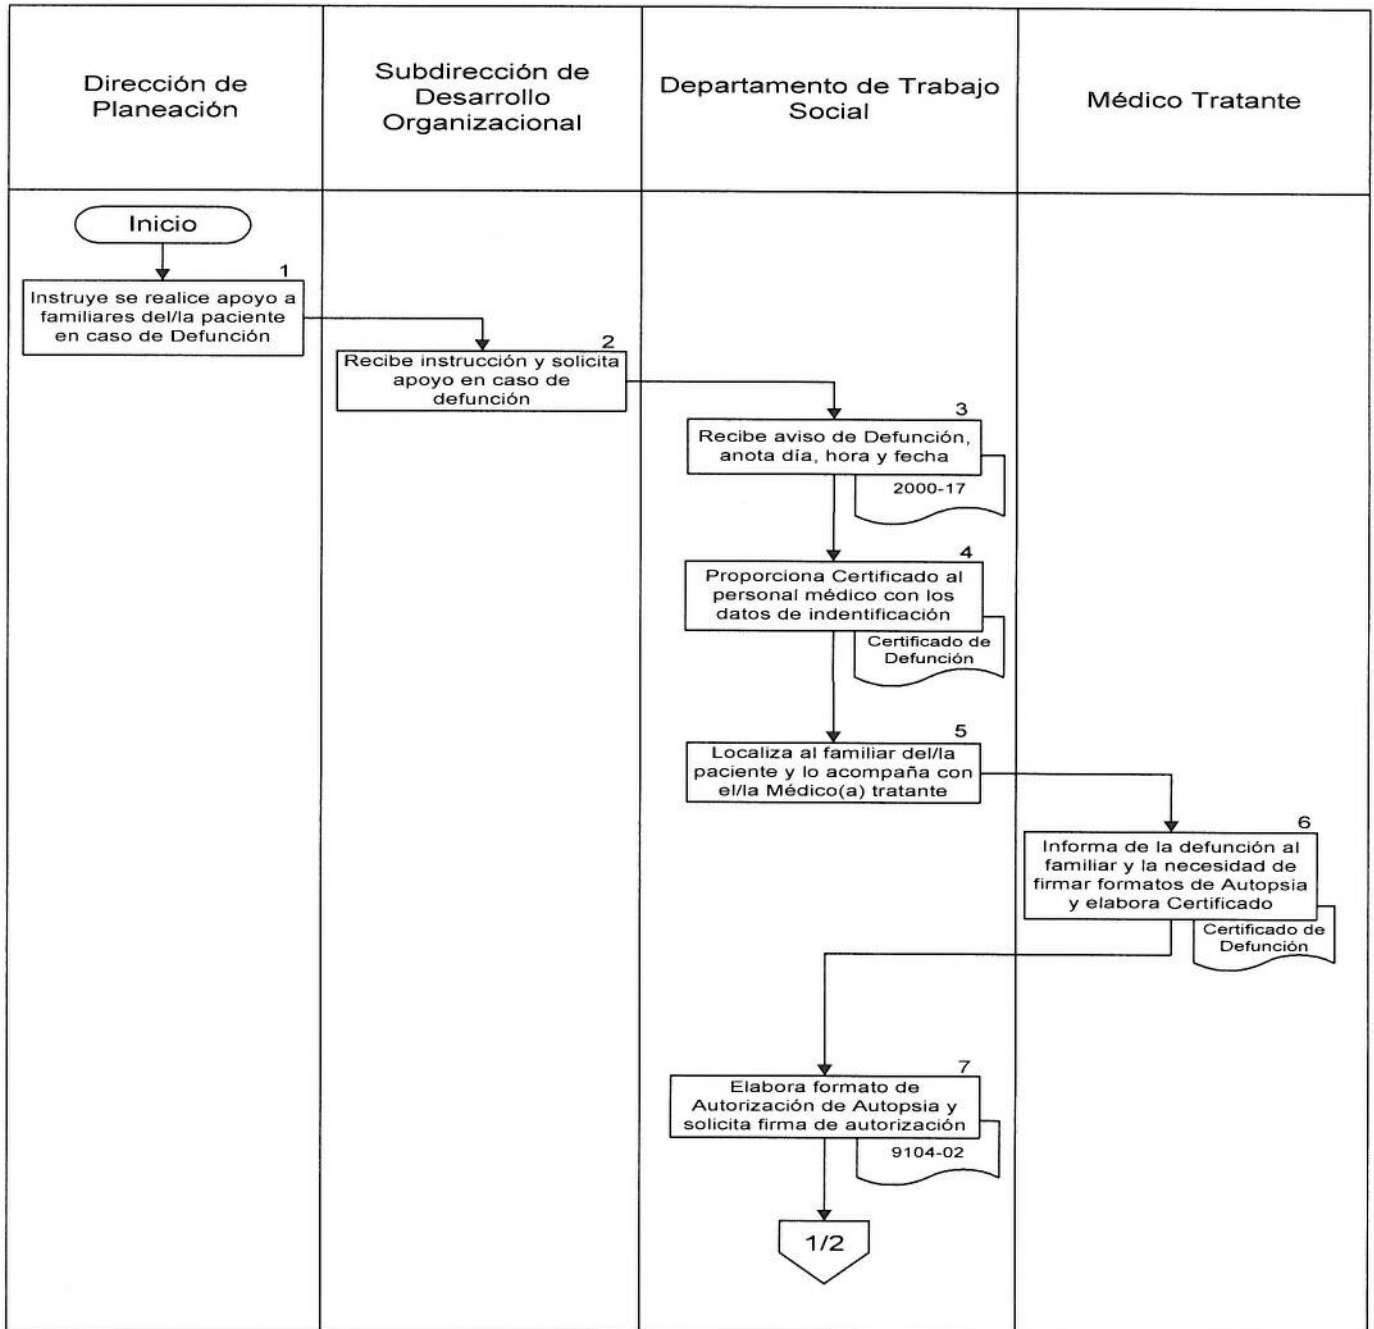 Dirección de
Planeación
Subdirección de
Desarrollo
Organizacional
Departamento de Trabajo
Social
Médico Tratante
Inicio
1
Instruye se realice apoyo a
familiares del/la paciente
en caso de Defunción
2
Recibe instrucción y solicita
apoyo en caso de
defunción
3
Recibe aviso de Defunción,
anota día, hora y fecha
2000-17
4
Proporciona Certificado al
personal médico con los
datos de indentificación
Certificado de
Defunción
5
Localiza al familiar del/la
paciente y lo acompaña con
el/la Médico(a) tratante
6
Informa de la defunción al
familiar y la necesidad de
firmar formatos de Autopsia
y elabora Certificado
Certificado de
Defunción
7
Elabora formato de
Autorización de Autopsia y
solicita firma de autorización
9104-02
1/2